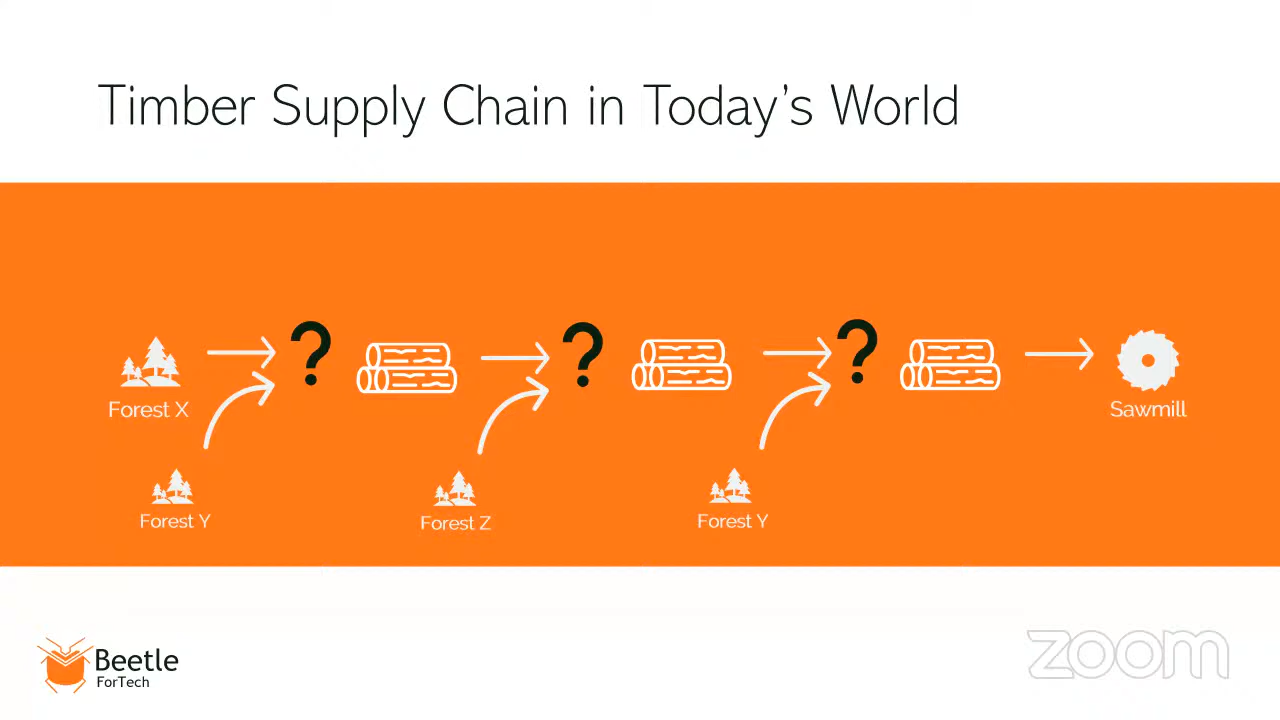 Timber Supply Chain in Today's World
? ? ?
Forest X
Sawmill
Forest Y
Forest Z
Forest Y
Beetle
ForTech
zoom